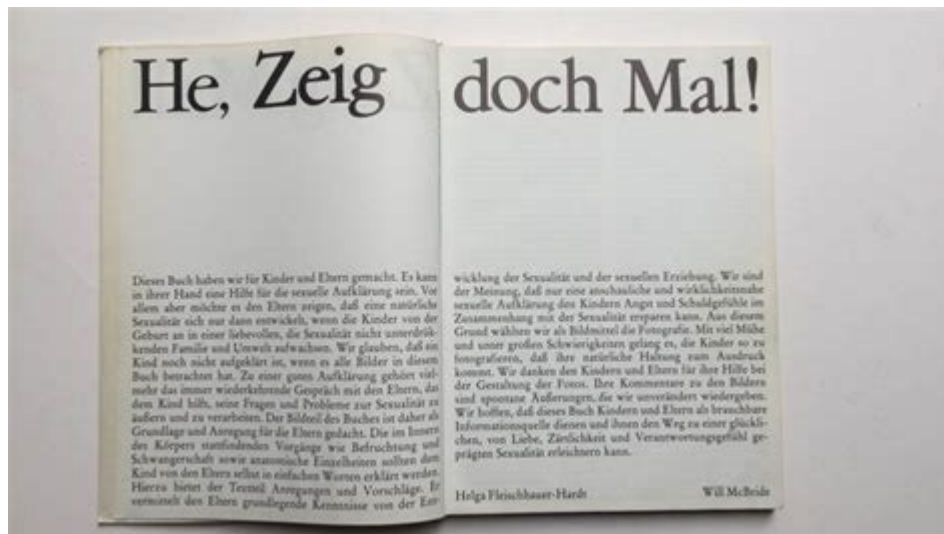 He, Zeig doch Mal!
Dieses Buch haben wir für Kinder und Eltern gemacht. Es kann
in ihrer Hand eine Hilfe für die sexuelle Aufklärung sein. Vor
allem aber möchte es den Eltern zeigen, daß eine natürliche
Sexualität sich nur dann entwickelt, wenn die Kinder von der
Geburt an in einer liebevollen, die Sexualität nicht unterdrük-
kenden Familie und Umwelt aufwachsen. Wir glauben, daß ein
Kind noch nicht aufgeklärt ist, wenn es alle Bilder in diesem
Buch betrachtet hat. Zu einer guten Aufklärung gehört viel-
mehr das immer wiederkehrende Gespräch mit den Eltern, das
dem Kind hilft, seine Fragen und Probleme zur Sexualität zu
äußern und zu verarbeiten. Der Bildteil des Buches ist daher als
Grundlage und Anregung für die Eltern gedacht. Die im Innern
des Körpers stattfindenden Vorgänge wie Befruchtung und
Schwangerschaft sowie anatomische Einzelheiten sollten dem
Kind von den Eltern selbst in einfachen Worten erklärt werden.
Hierzu bietet der Textteil Anregungen und Vorschläge. Er
vermittelt den Eltern grundlegende Kenntnisse von der Ent-
wicklung der Sexualität und der sexuellen Erziehung. Wir sind
der Meinung, daß nur eine anschauliche und wirklichkeitsnahe
sexuelle Aufklärung den Kindern Angst und Schuldgefühle im
Zusammenhang mit der Sexualität ersparen kann. Aus diesem
Grund wählten wir als Bildmittel die Fotografie. Mit viel Mühe
und unter großen Schwierigkeiten gelang es, die Kinder so zu
fotografieren, daß ihre natürliche Haltung zum Ausdruck
kommt. Wir danken den Kindern und Eltern für ihre Hilfe bei
der Gestaltung der Fotos. Ihre Kommentare zu den Bildern
sind spontane Äußerungen, die wir unverändert wiedergeben.
Wir hoffen, daß dieses Buch Kindern und Eltern als brauchbare
Informationsquelle dienen und ihnen den Weg zu einer glückli-
chen, von Liebe, Zärtlichkeit und Verantwortungsgefühl ge-
prägten Sexualität erleichtern kann.
Helga Fleischhauer-Hardt Will McBride